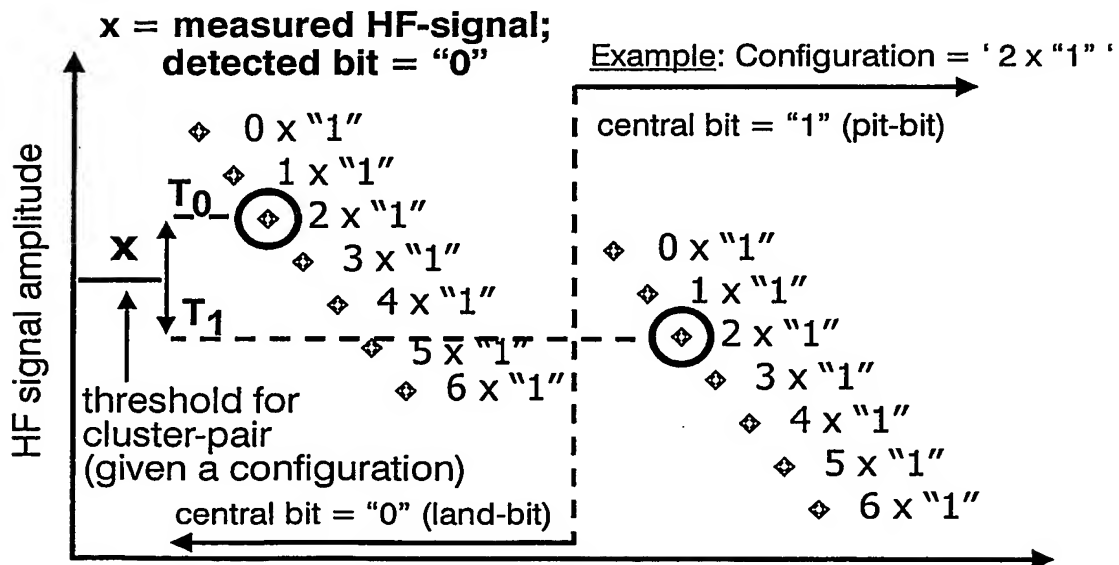 x = measured HF-signal;
detected bit = “0”
Example: Configuration = ‘ 2 x “1” ‘
central bit = “1” (pit-bit)
HF signal amplitude
0 x “1”
1 x “1”
2 x “1”
3 x “1”
4 x “1”
5 x “1”
6 x “1”
T0
x
T1
0 x “1”
1 x “1”
2 x “1”
3 x “1”
4 x “1”
5 x “1”
6 x “1”
threshold for
cluster-pair
(given a configuration)
central bit = “0” (land-bit)